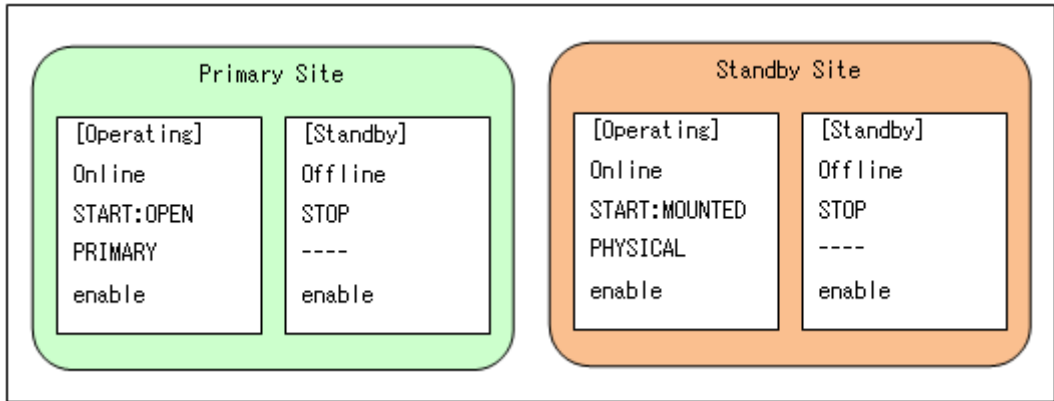 Primary Site
[Operating]
Online
START:OPEN
PRIMARY
enable
[Standby]
Offline
STOP
----
enable
Standby Site
[Operating]
Online
START:MOUNTED
PHYSICAL
enable
[Standby]
Offline
STOP
----
enable